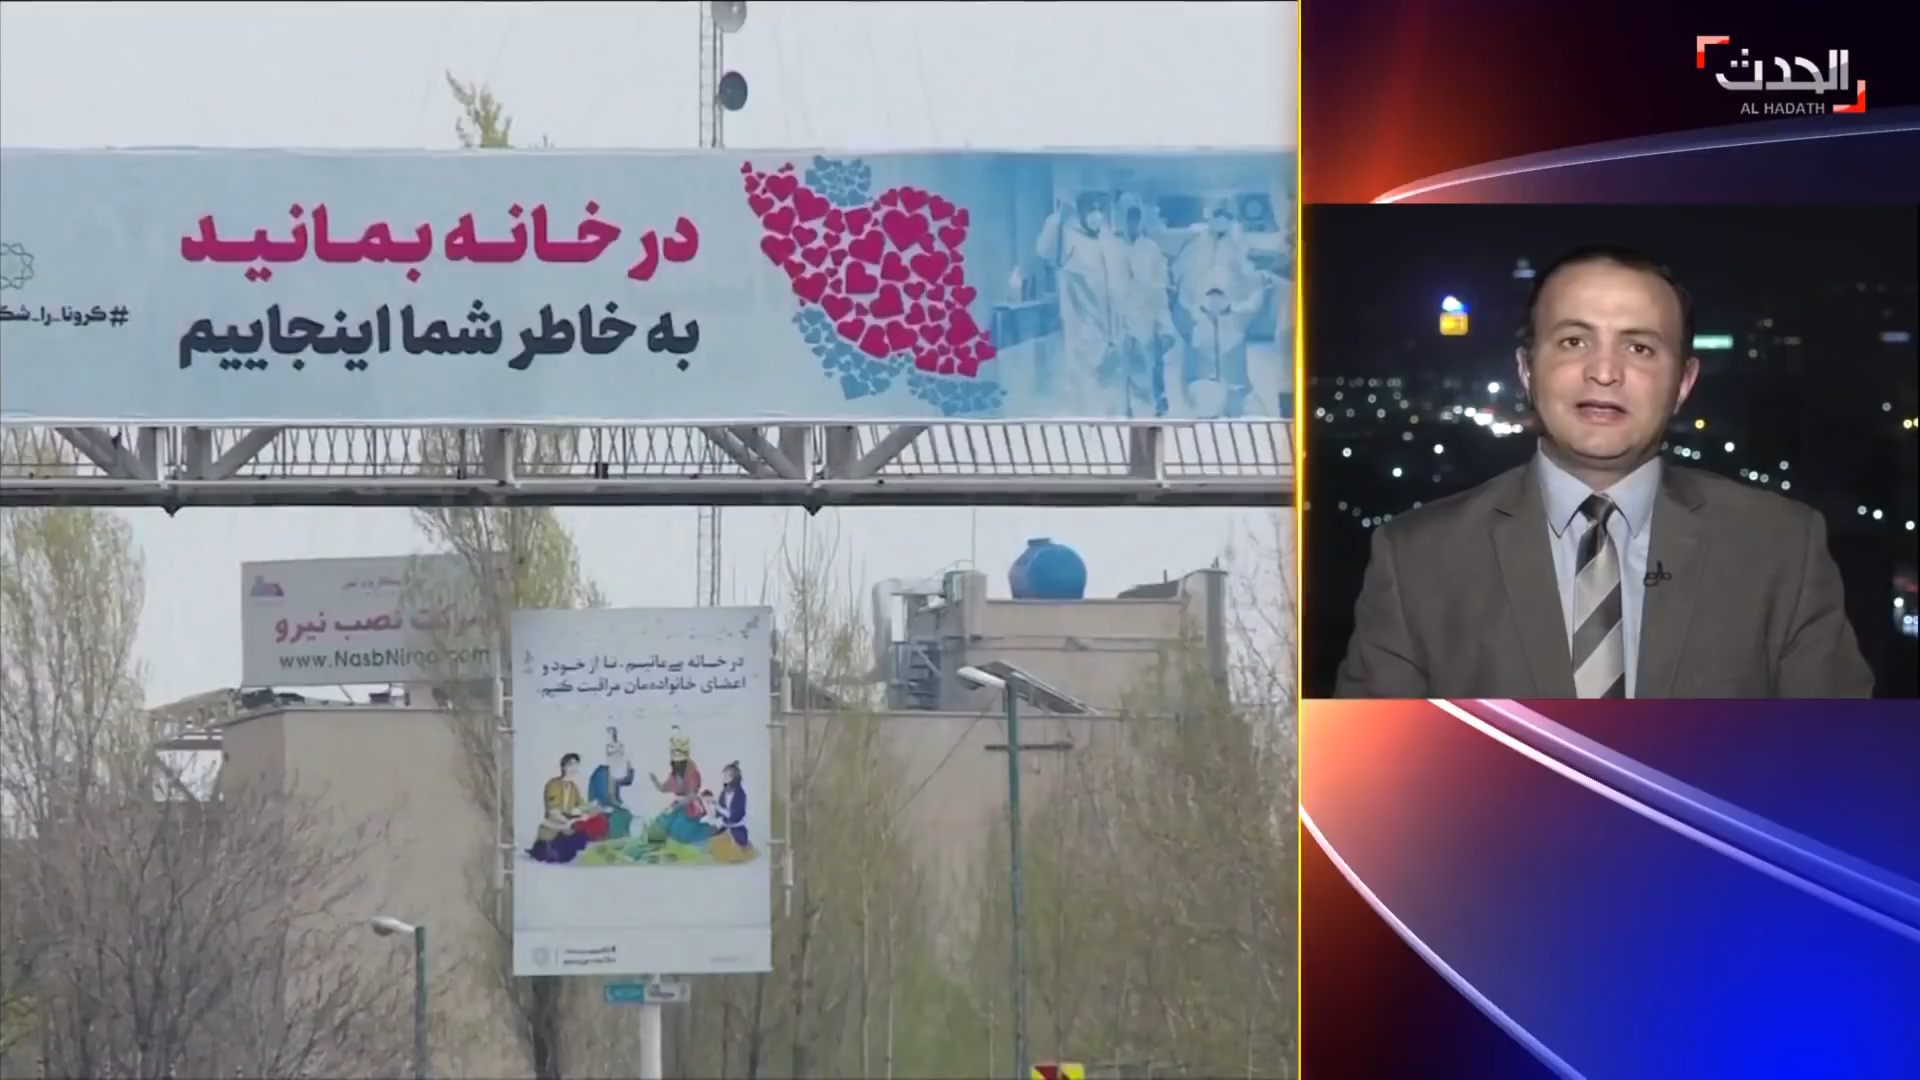 الحدث
AL HADATH
در خانه بمانید
به خاطر شما اینجاییم
#کرونا_را_شک
نصب نیرو
www.NasbNiroo.com
در خانه می‌مانیم، تا از خود و
اعضای خانواده‌مان مراقبت کنیم.